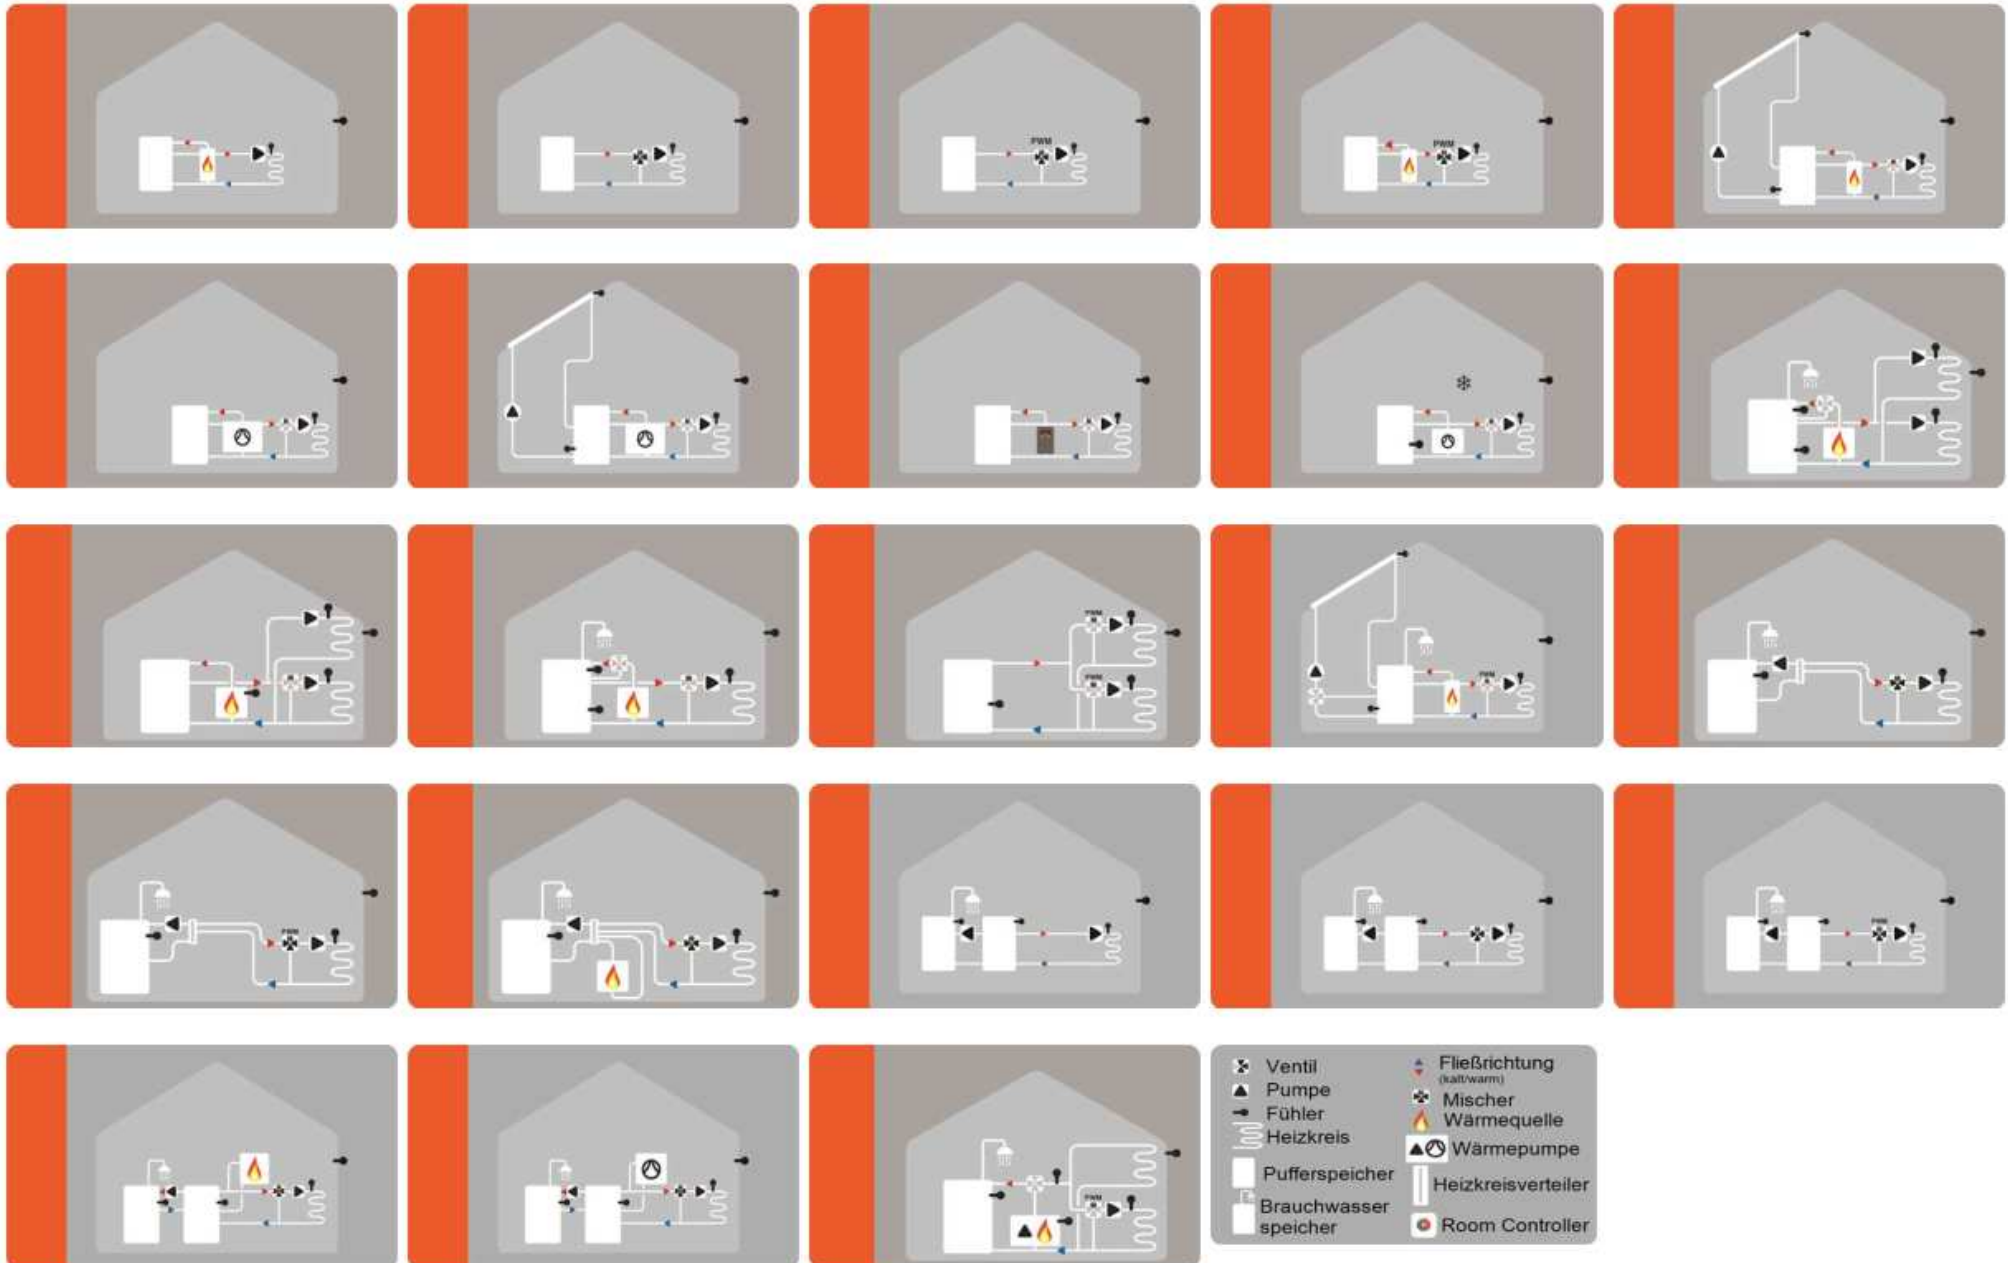 PWM
PWM
PWM
PWM
PWM
PWM
PWM
PWM
PWM
Ventil
Pumpe
Fühler
Heizkreis
Pufferspeicher
Brauchwasser
speicher
Fließrichtung
(kalt/warm)
Mischer
Wärmequelle
Wärmepumpe
Heizkreisverteiler
Room Controller